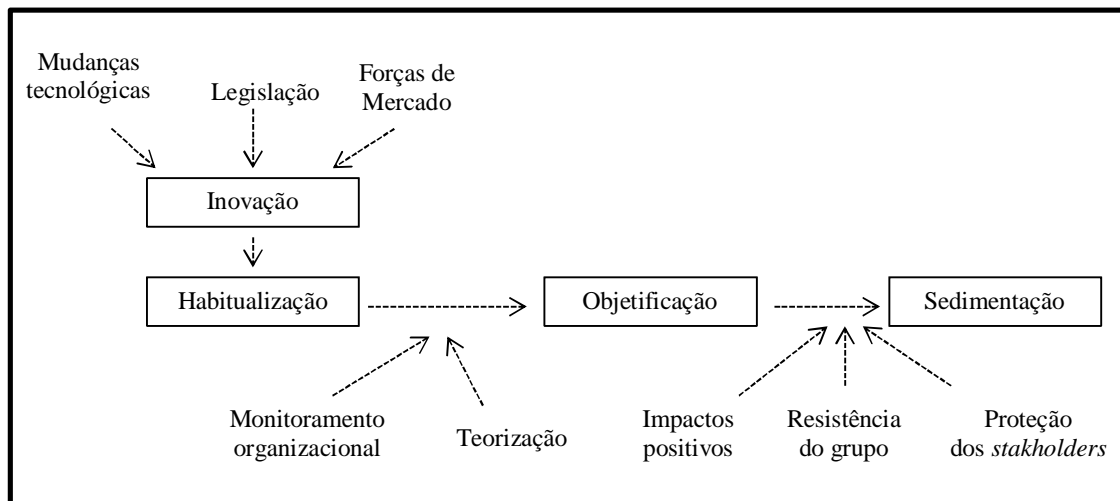 Mudanças
tecnológicas
Legislação
Forças de
Mercado
Inovação
Habitualização
Objetificação
Sedimentação
Monitoramento
organizacional
Teorização
Impactos
positivos
Resistência
do grupo
Proteção
dos stakholders